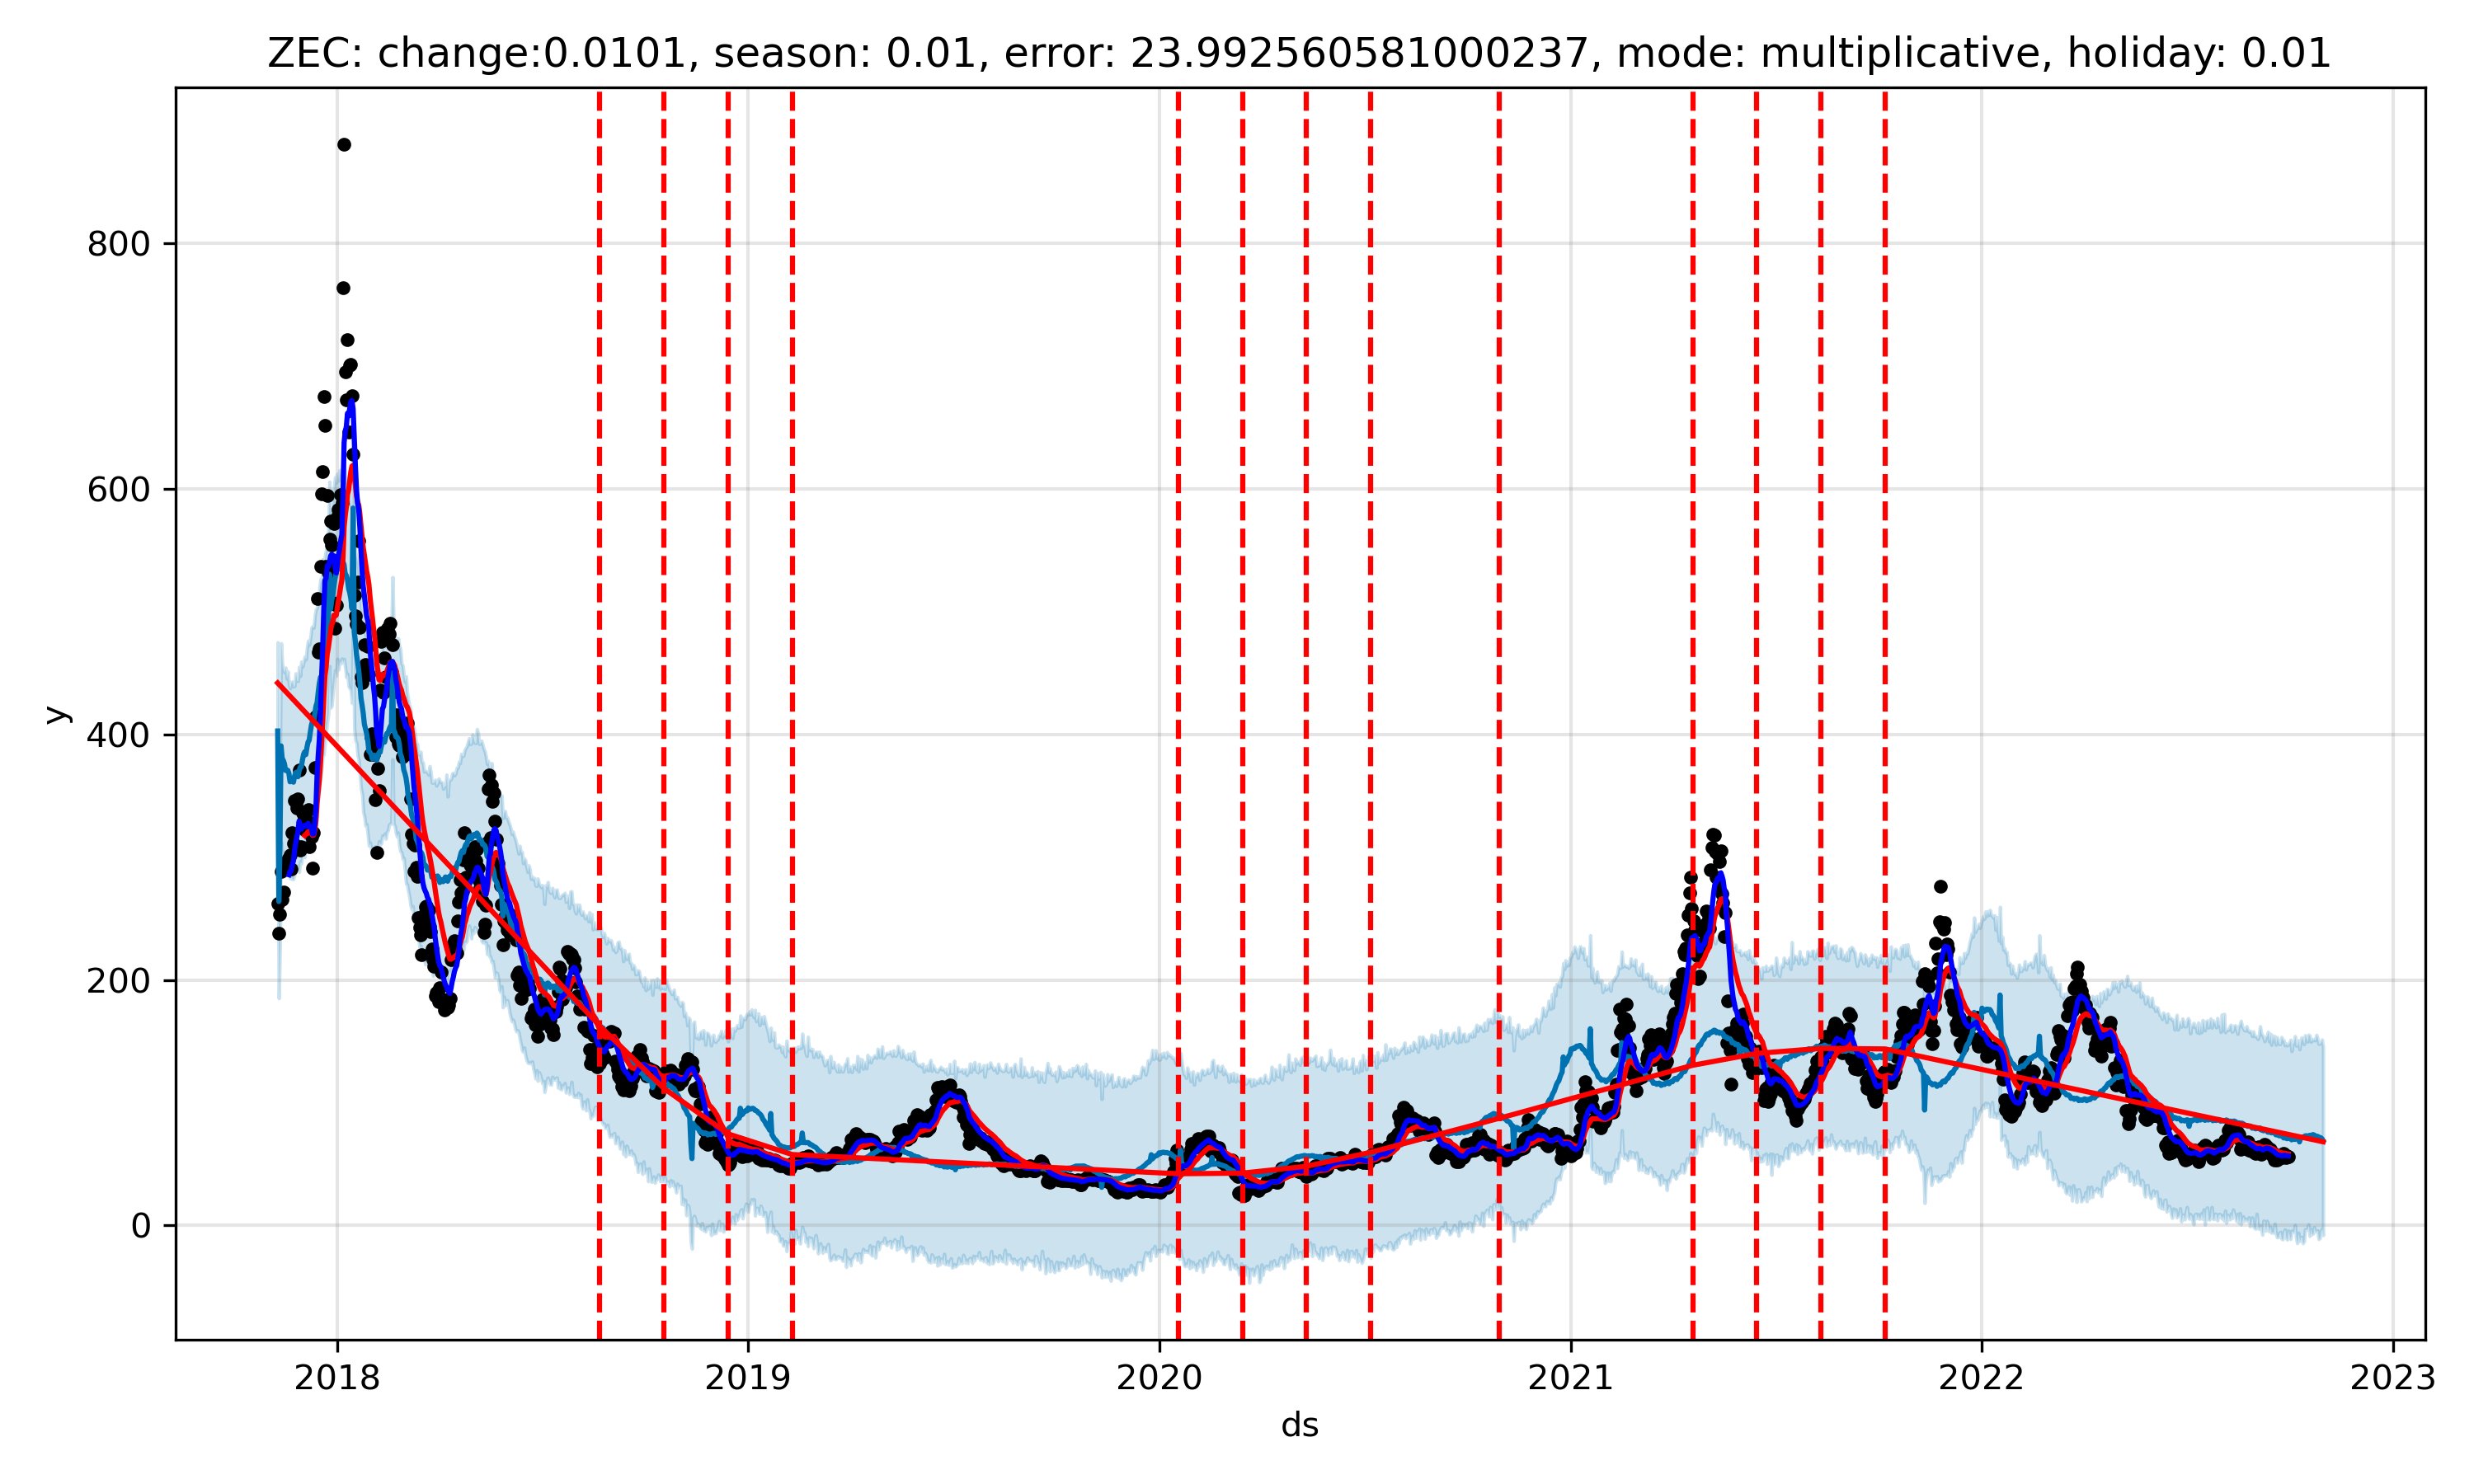 ZEC: change:0.0101, season: 0.01, error: 23.992560581000237, mode: multiplicative, holiday: 0.01
800
600
400
200
0
y
2018 2019 2020 2021 2022 2023
ds